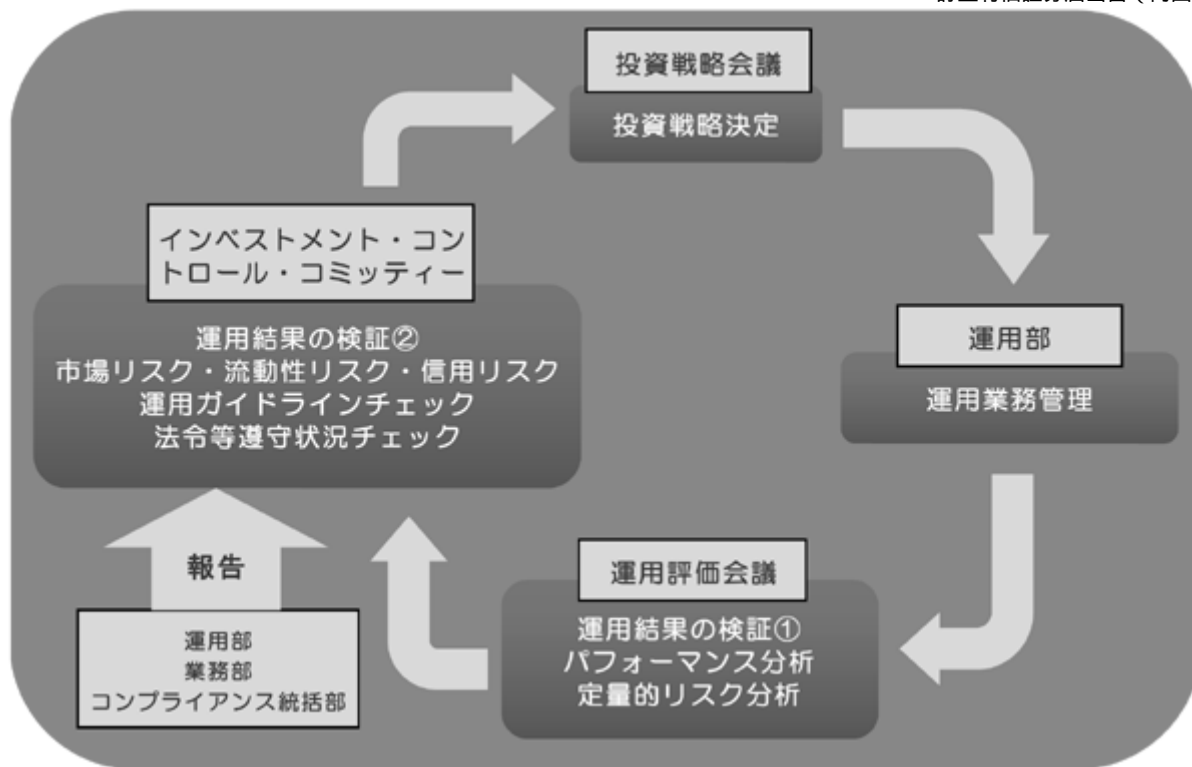 投資戦略会議
投資戦略決定
運用部
運用業務管理
運用評価会議
運用結果の検証①
パフォーマンス分析
定量的リスク分析
インベストメント・コン
トロール・コミッティー
運用結果の検証②
市場リスク・流動性リスク・信用リスク
運用ガイドラインチェック
法令等遵守状況チェック
報告
運用部
業務部
コンプライアンス統括部